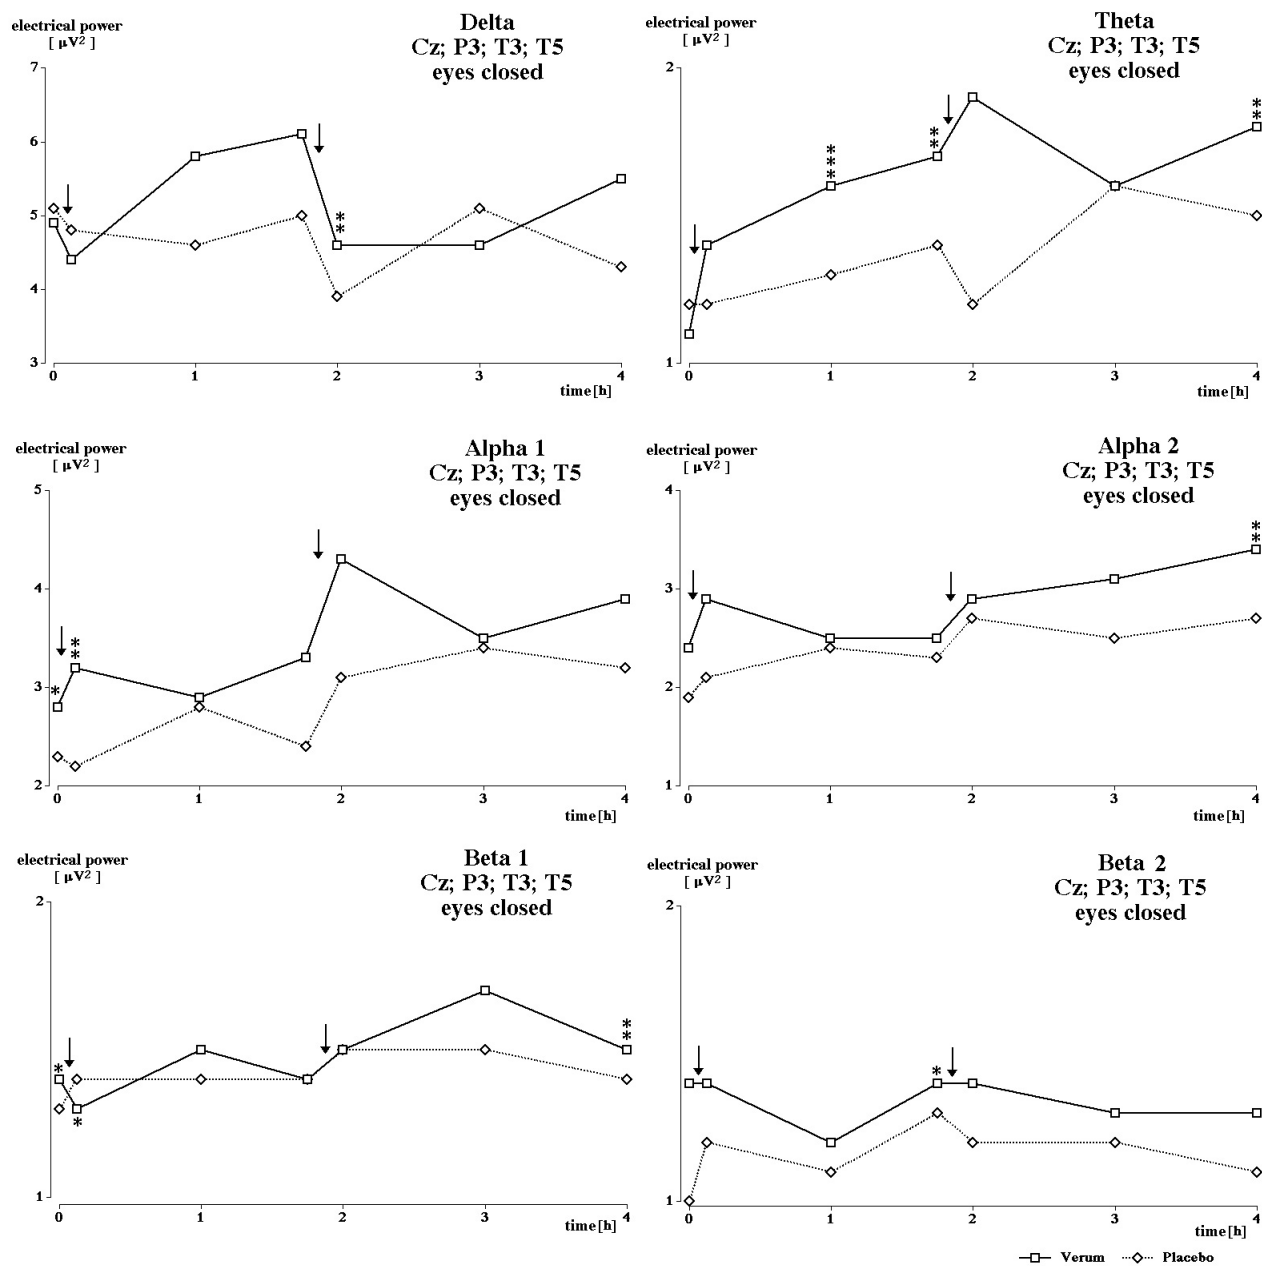 electrical power
[ μV² ]
Delta
Cz; P3; T3; T5
eyes closed
7
6
5
4
3
**
0 1 2 3 4
time[h]
electrical power
[ μV² ]
Theta
Cz; P3; T3; T5
eyes closed
2
1
***
**
**
0 1 2 3 4
time[h]
electrical power
[ μV² ]
Alpha 1
Cz; P3; T3; T5
eyes closed
5
4
3
2
*
**
0 1 2 3 4
time[h]
electrical power
[ μV² ]
Alpha 2
Cz; P3; T3; T5
eyes closed
4
3
2
1
**
0 1 2 3 4
time[h]
electrical power
[ μV² ]
Beta 1
Cz; P3; T3; T5
eyes closed
2
1
*
*
**
0 1 2 3 4
time[h]
electrical power
[ μV² ]
Beta 2
Cz; P3; T3; T5
eyes closed
2
1
*
0 1 2 3 4
time[h]
Verum Placebo